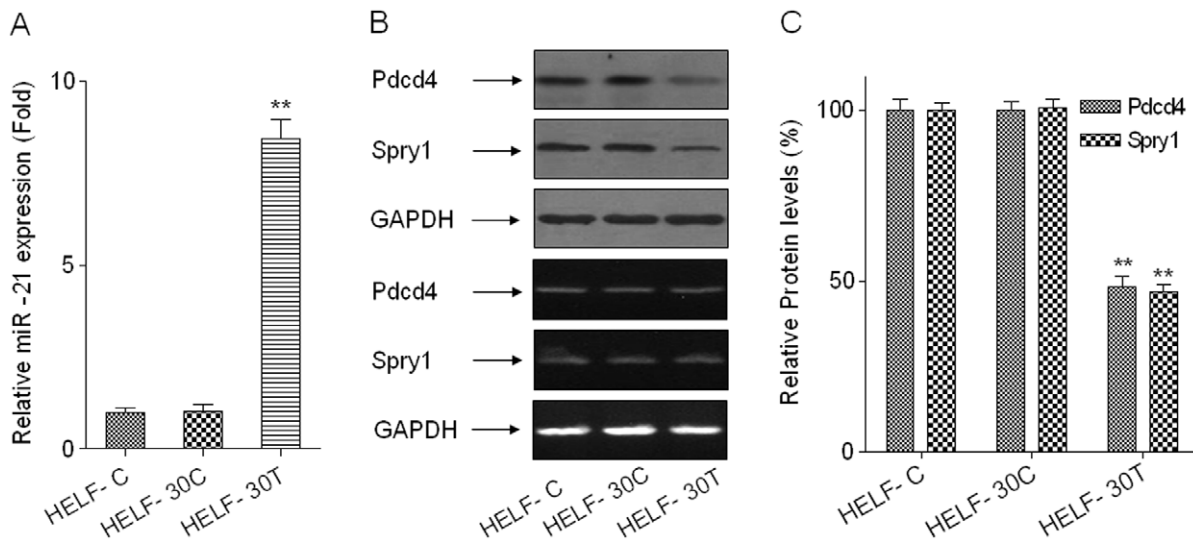 A
Relative miR -21 expression (Fold)
10
5
0
**
HELF- C
HELF- 30C
HELF- 30T
B
Pdcd4
Spry1
GAPDH
Pdcd4
Spry1
GAPDH
HELF- C
HELF- 30C
HELF- 30T
C
Relative Protein levels (%)
100
50
0
Pdcd4
Spry1
**
**
HELF- C
HELF- 30C
HELF- 30T